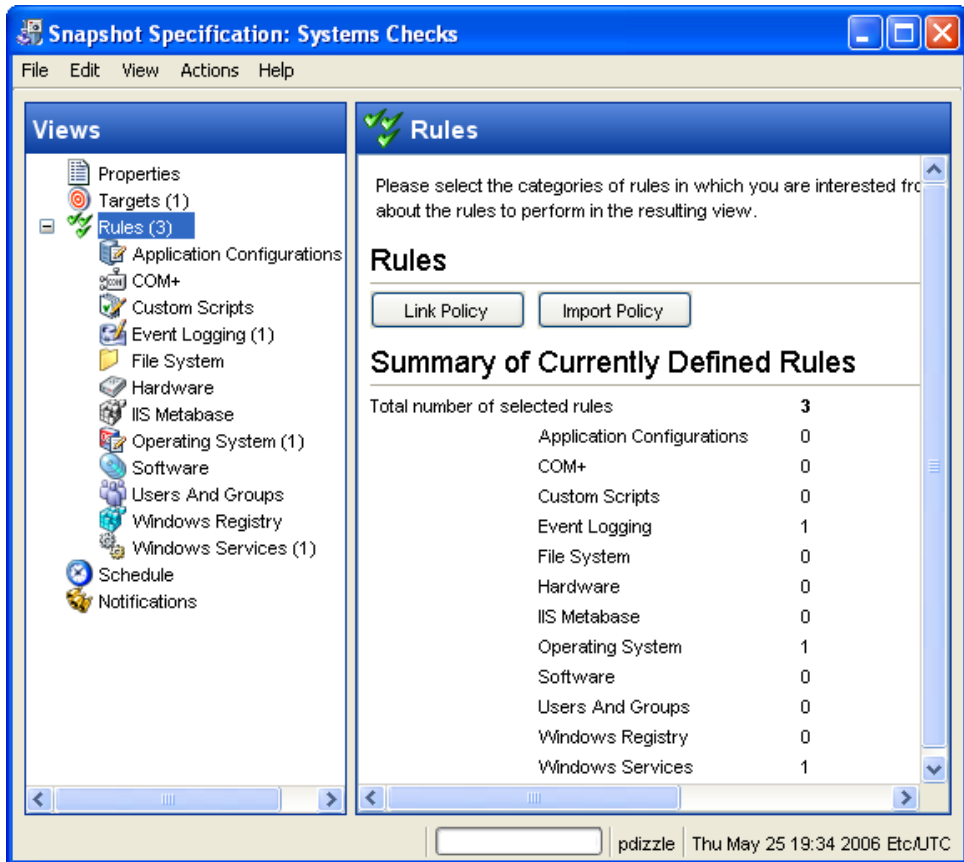 Snapshot Specification: Systems Checks
File Edit View Actions Help
Views
Properties
Targets (1)
Rules (3)
Application Configurations
COM+
Custom Scripts
Event Logging (1)
File System
Hardware
IIS Metabase
Operating System (1)
Software
Users And Groups
Windows Registry
Windows Services (1)
Schedule
Notifications
Rules
Please select the categories of rules in which you are interested
about the rules to perform in the resulting view.
Rules
Link Policy Import Policy
Summary of Currently Defined Rules
Total number of selected rules 3
Application Configurations 0
COM+ 0
Custom Scripts 0
Event Logging 1
File System 0
Hardware 0
IIS Metabase 0
Operating System 1
Software 0
Users And Groups 0
Windows Registry 0
Windows Services 1
pdizzle Thu May 25 19:34 2006 Etc/UTC